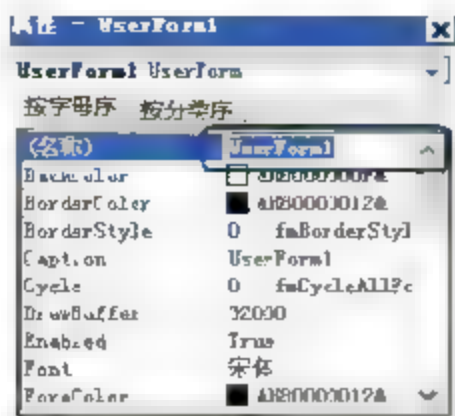 属性 - UserForm1
UserForm1 UserForm
按字母序 按分类序
(名称) UserForm1
BackColor &H8000000F&
BorderColor &H80000012&
BorderStyle 0 fmBorderStyl
Caption UserForm1
Cycle 0 fmCycleAllFo
DrawBuffer 32000
Enabled True
Font 宋体
ForeColor &H80000012&